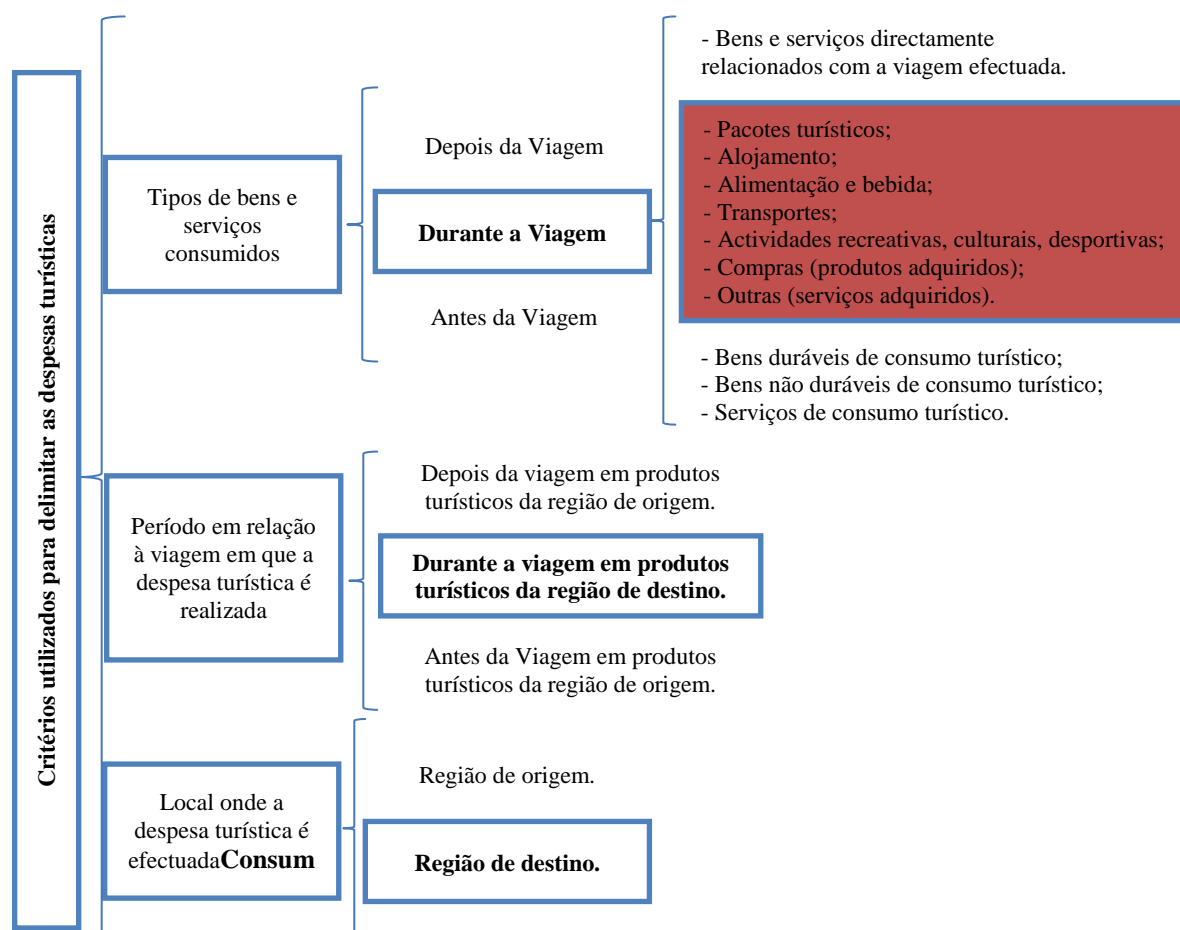 Critérios utilizados para delimitar as despesas turísticas
Tipos de bens e
serviços
consumidos
Depois da Viagem
Durante a Viagem
Antes da Viagem
- Bens e serviços directamente
relacionados com a viagem efectuada.
- Pacotes turísticos;
- Alojamento;
- Alimentação e bebida;
- Transportes;
- Actividades recreativas, culturais, desportivas;
- Compras (produtos adquiridos);
- Outras (serviços adquiridos).
- Bens duráveis de consumo turístico;
- Bens não duráveis de consumo turístico;
- Serviços de consumo turístico.
Período em relação
à viagem em que a
despesa turística é
realizada
Depois da viagem em produtos
turísticos da região de origem.
Durante a viagem em produtos
turísticos da região de destino.
Antes da Viagem em produtos
turísticos da região de origem.
Local onde a
despesa turística é
efectuadaConsum
Região de origem.
Região de destino.